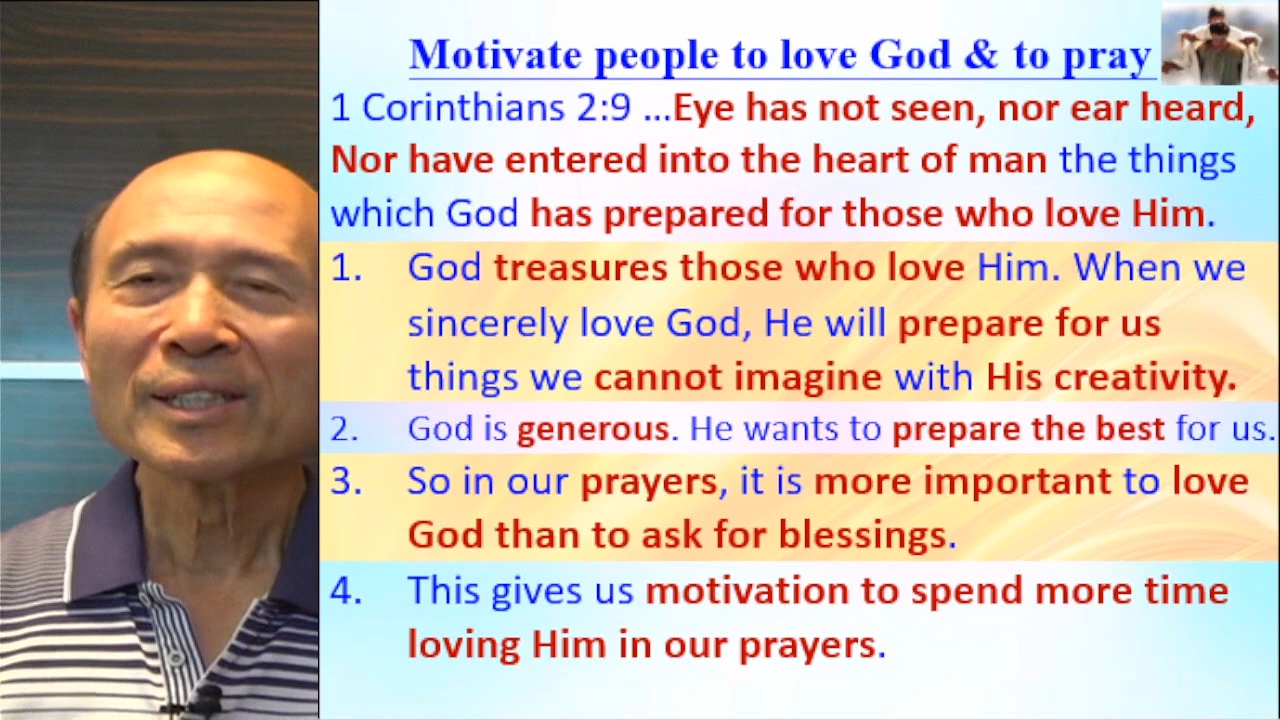 Motivate people to love God & to pray
1 Corinthians 2:9 ...Eye has not seen, nor ear heard,
Nor have entered into the heart of man the things
which God has prepared for those who love Him.
1. God treasures those who love Him. When we
sincerely love God, He will prepare for us
things we cannot imagine with His creativity.
2. God is generous. He wants to prepare the best for us.
3. So in our prayers, it is more important to love
God than to ask for blessings.
4. This gives us motivation to spend more time
loving Him in our prayers.